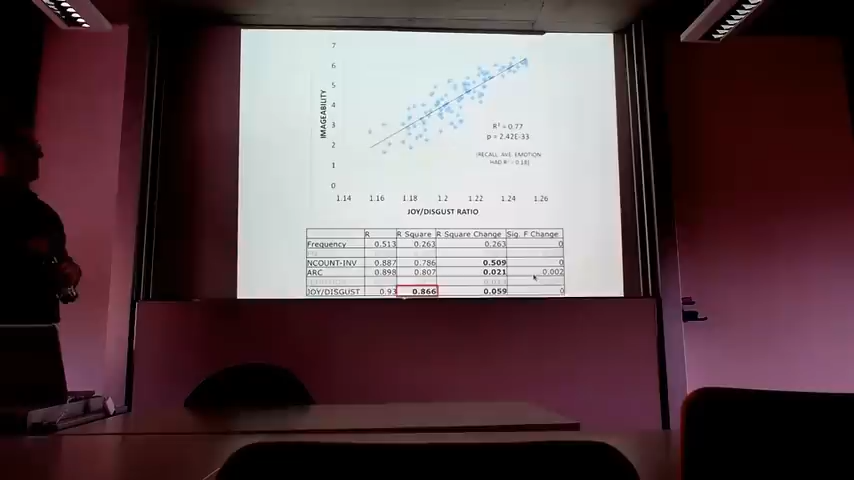 7
6
5
4
3
2
1
0
IMAGEABILITY
R² = 0.77
p = 2.42E-33
(RECALL: AVE. EMOTION
HAD R² = 0.18)
1.14 1.16 1.18 1.2 1.22 1.24 1.26
JOY/DISGUST RATIO
R R Square R Square Change Sig. F Change
Frequency 0.513 0.263 0.263 0
NCOUNT-INV 0.887 0.786 0.509 0
ARC 0.898 0.807 0.021 0.002
JOY/DISGUST 0.93 0.866 0.059 0